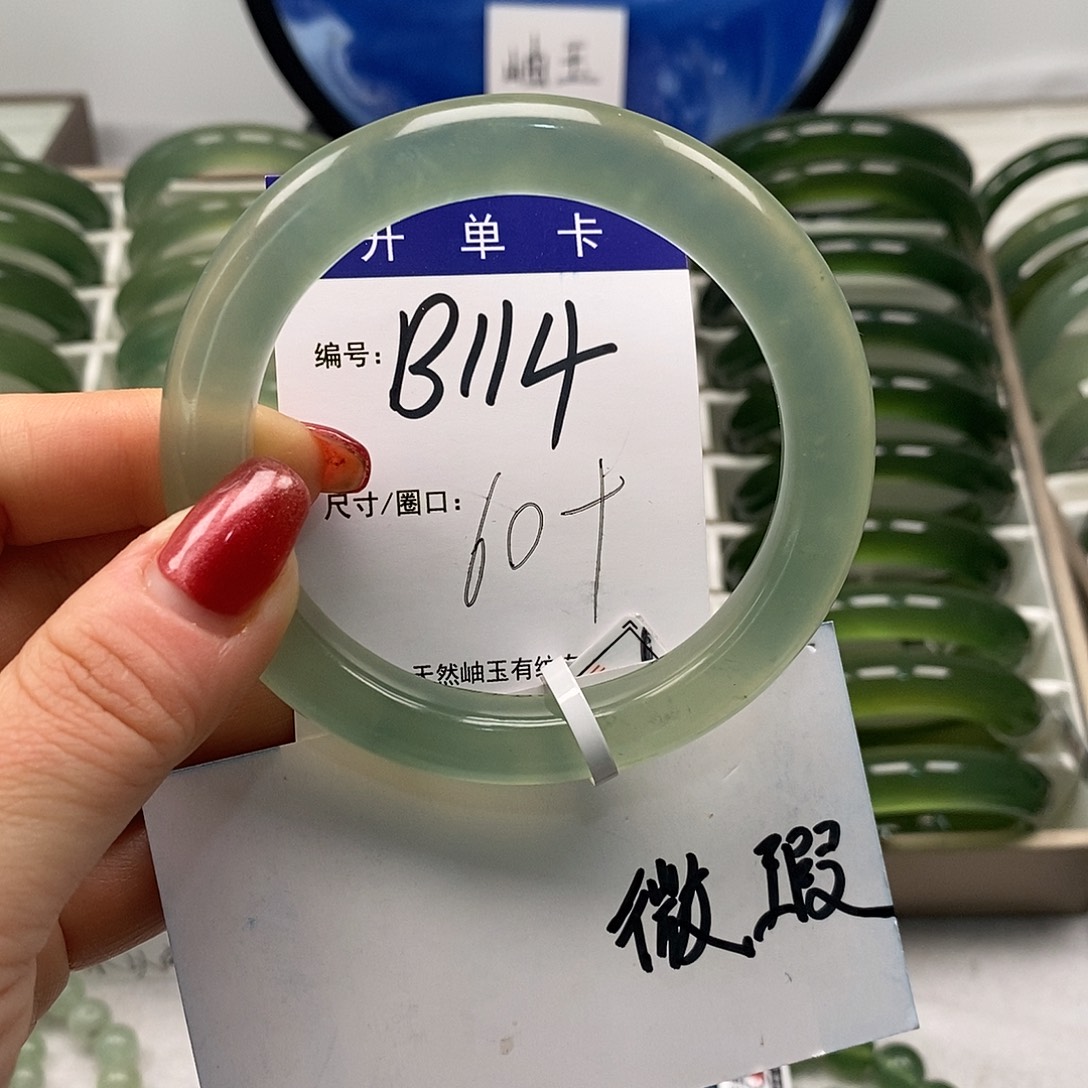 岫玉
开单卡
编号: B114
尺寸/圈口: 60+
天然岫玉有纹
微瑕